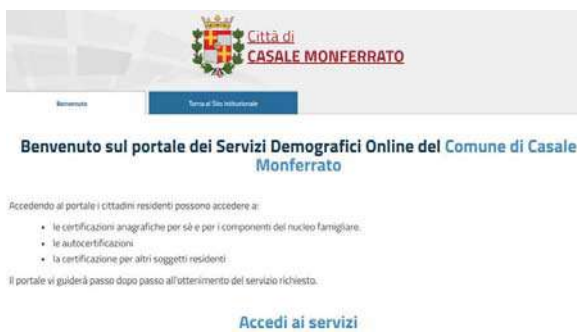 Città di
CASALE MONFERRATO
Benvenuto
Torna al Sito Istituzionale
Benvenuto sul portale dei Servizi Demografici Online del Comune di Casale
Monferrato
Accedendo al portale i cittadini residenti possono accedere a:
le certificazioni anagrafiche per sè e per i componenti del nucleo famigliare.
le autocertificazioni
la certificazione per altri soggetti residenti
Il portale vi guiderà passo dopo passo all'ottenimento del servizio richiesto.
Accedi ai servizi